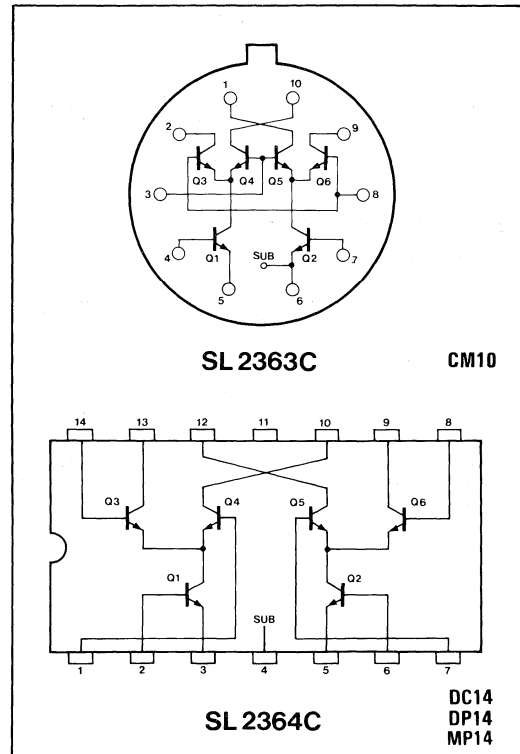 1 10
2 9
Q3 Q4 Q5 Q6
3 8
4 Q1 SUB Q2 7
5 6
SL 2363C CM10
14 13 12 11 10 9 8
Q3 Q4 Q5 Q6
Q1 Q2
SUB
1 2 3 4 5 6 7
SL 2364C
DC14
DP14
MP14